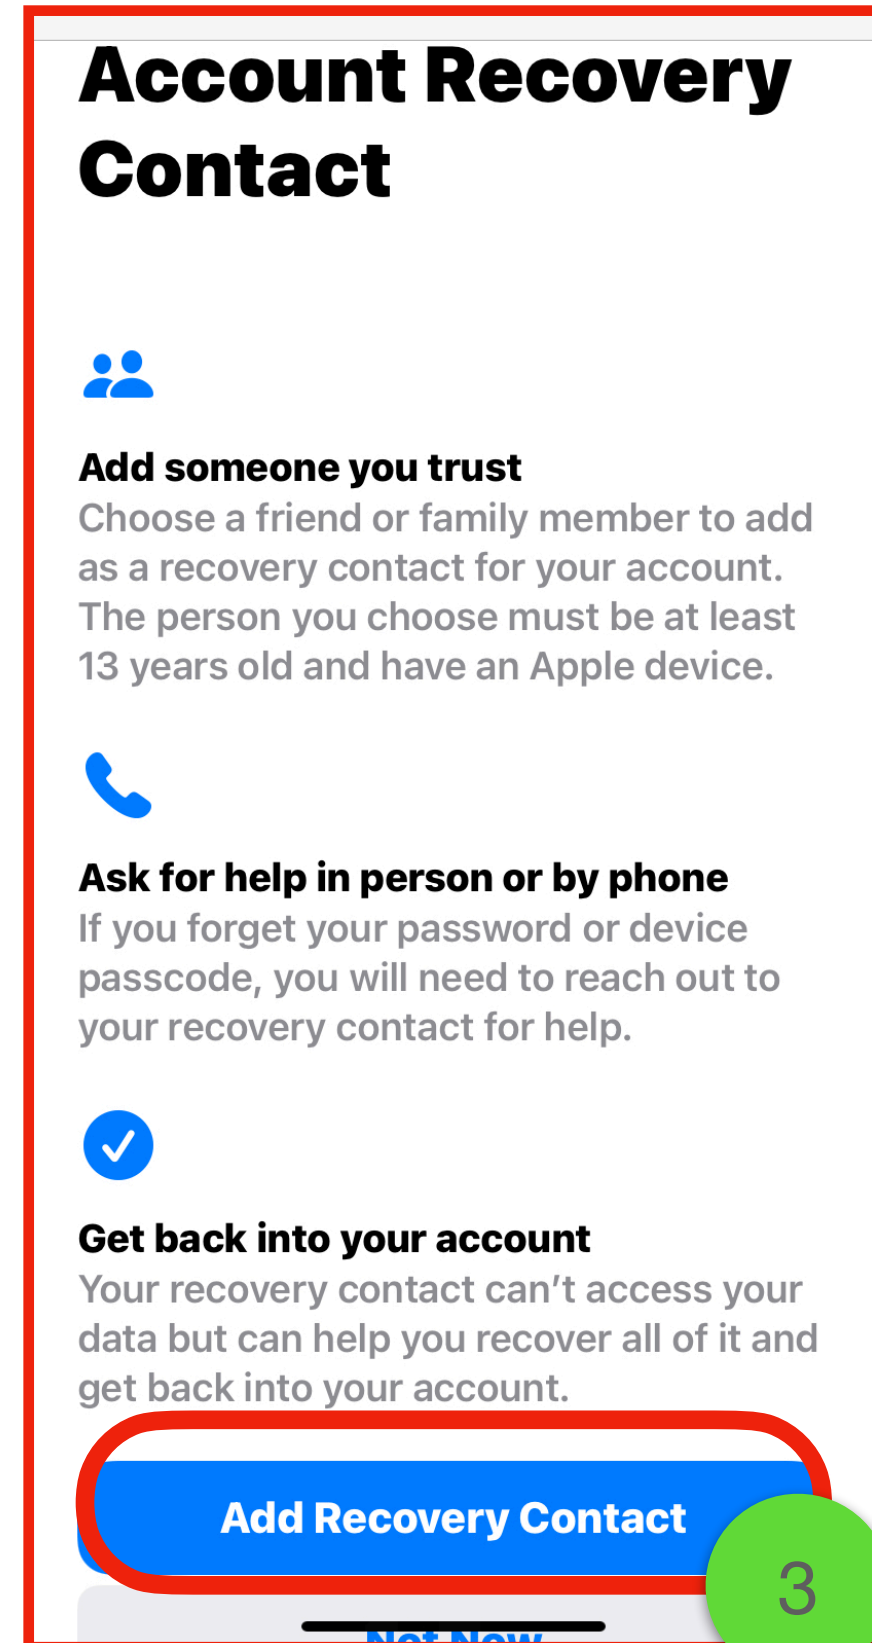 Account Recovery
Contact
Add someone you trust
Choose a friend or family member to add
as a recovery contact for your account.
The person you choose must be at least
13 years old and have an Apple device.
Ask for help in person or by phone
If you forget your password or device
passcode, you will need to reach out to
your recovery contact for help.
Get back into your account
Your recovery contact can’t access your
data but can help you recover all of it and
get back into your account.
Add Recovery Contact
3
Not Now